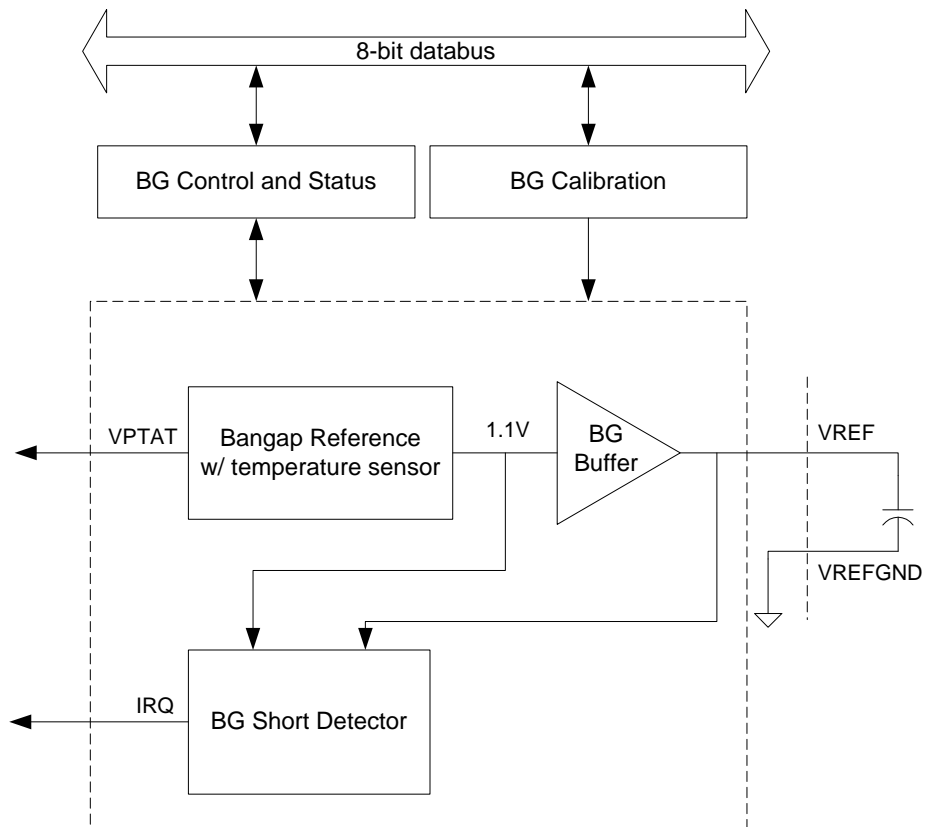 8-bit databus
BG Control and Status
BG Calibration
VPTAT
Bangap Reference
w/ temperature sensor
1.1V
BG
Buffer
VREF
VREFGND
IRQ
BG Short Detector